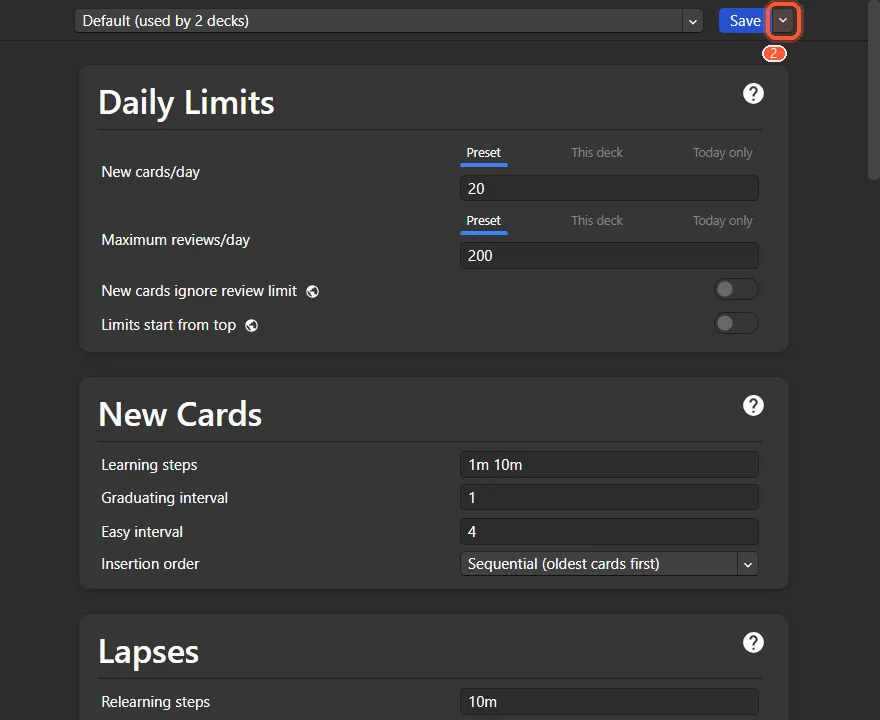 Default (used by 2 decks)
Save
2
Daily Limits
?
New cards/day
Preset This deck Today only
20
Maximum reviews/day
Preset This deck Today only
200
New cards ignore review limit
Limits start from top
New Cards
?
Learning steps 1m 10m
Graduating interval 1
Easy interval 4
Insertion order Sequential (oldest cards first)
Lapses
?
Relearning steps 10m